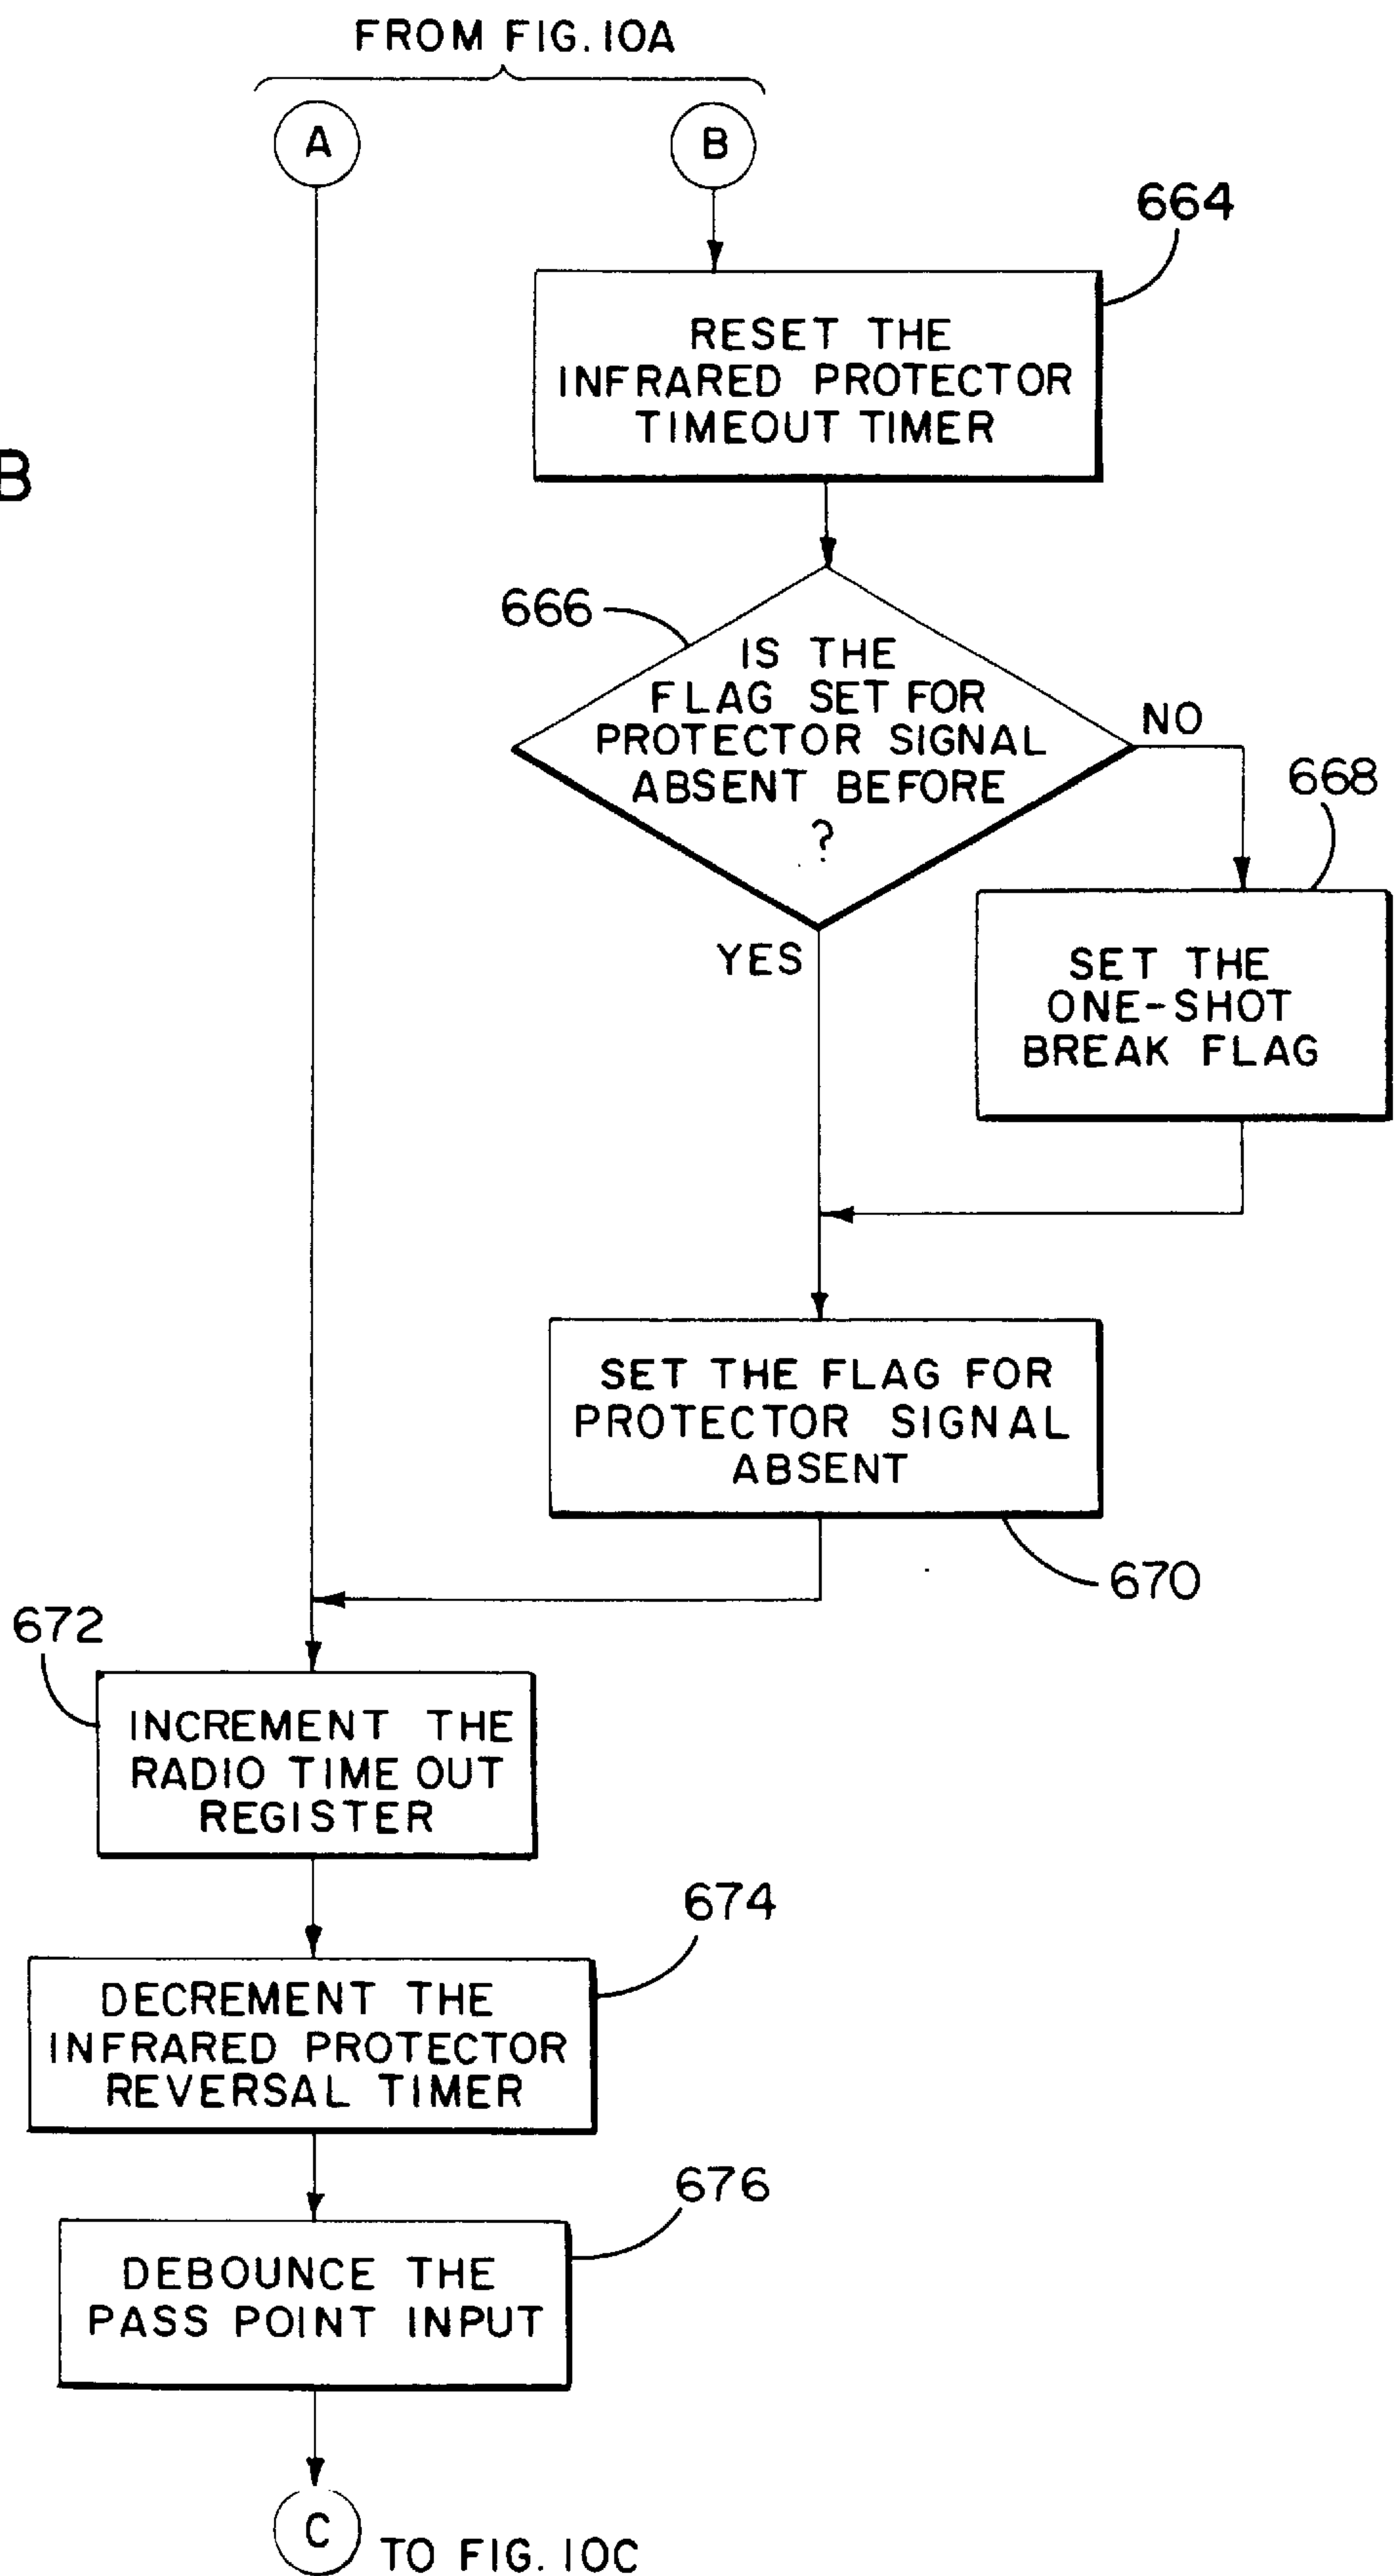 FROM FIG. 10A
A
B
664
RESET THE
INFRARED PROTECTOR
TIMEOUT TIMER
B
666
IS THE
FLAG SET FOR
PROTECTOR SIGNAL
ABSENT BEFORE
?
NO
668
YES
SET THE
ONE-SHOT
BREAK FLAG
SET THE FLAG FOR
PROTECTOR SIGNAL
ABSENT
670
672
INCREMENT THE
RADIO TIME OUT
REGISTER
674
DECREMENT THE
INFRARED PROTECTOR
REVERSAL TIMER
676
DEBOUNCE THE
PASS POINT INPUT
C
TO FIG. 10C